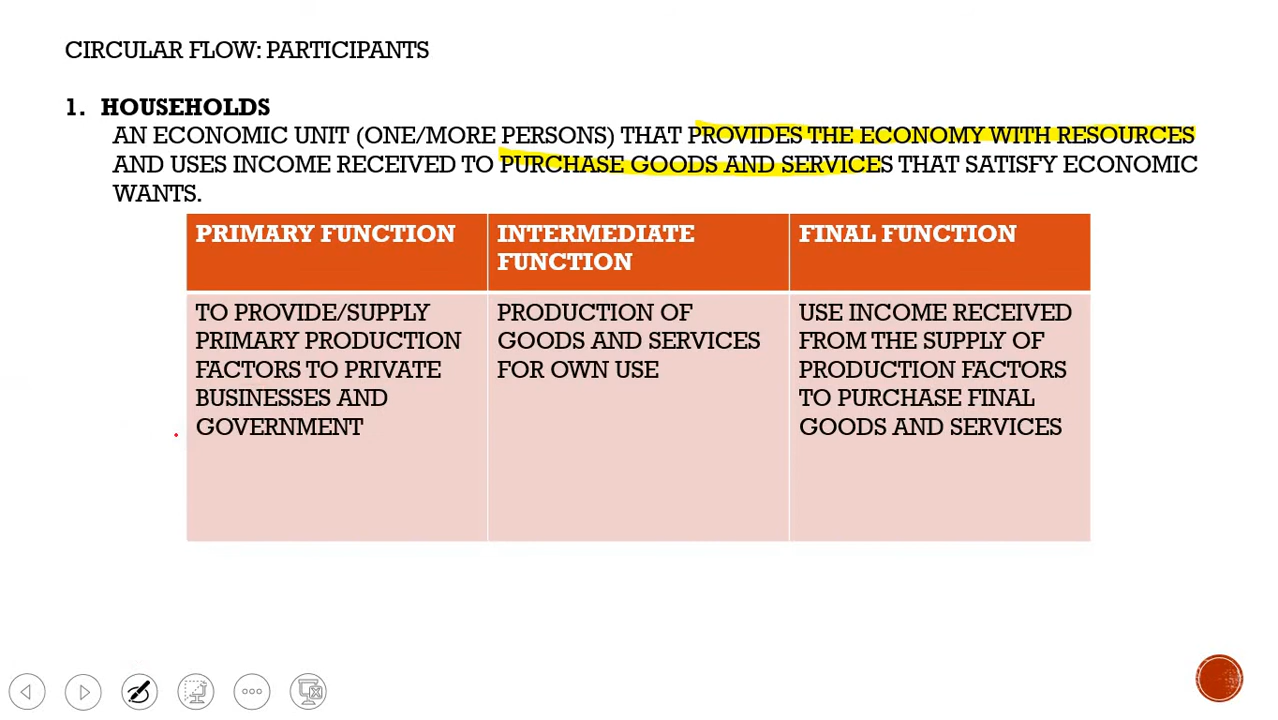 CIRCULAR FLOW: PARTICIPANTS
1. HOUSEHOLDS
AN ECONOMIC UNIT (ONE/MORE PERSONS) THAT PROVIDES THE ECONOMY WITH RESOURCES
AND USES INCOME RECEIVED TO PURCHASE GOODS AND SERVICES THAT SATISFY ECONOMIC
WANTS.
PRIMARY FUNCTION
INTERMEDIATE
FUNCTION
FINAL FUNCTION
TO PROVIDE/SUPPLY
PRIMARY PRODUCTION
FACTORS TO PRIVATE
BUSINESSES AND
GOVERNMENT
PRODUCTION OF
GOODS AND SERVICES
FOR OWN USE
USE INCOME RECEIVED
FROM THE SUPPLY OF
PRODUCTION FACTORS
TO PURCHASE FINAL
GOODS AND SERVICES